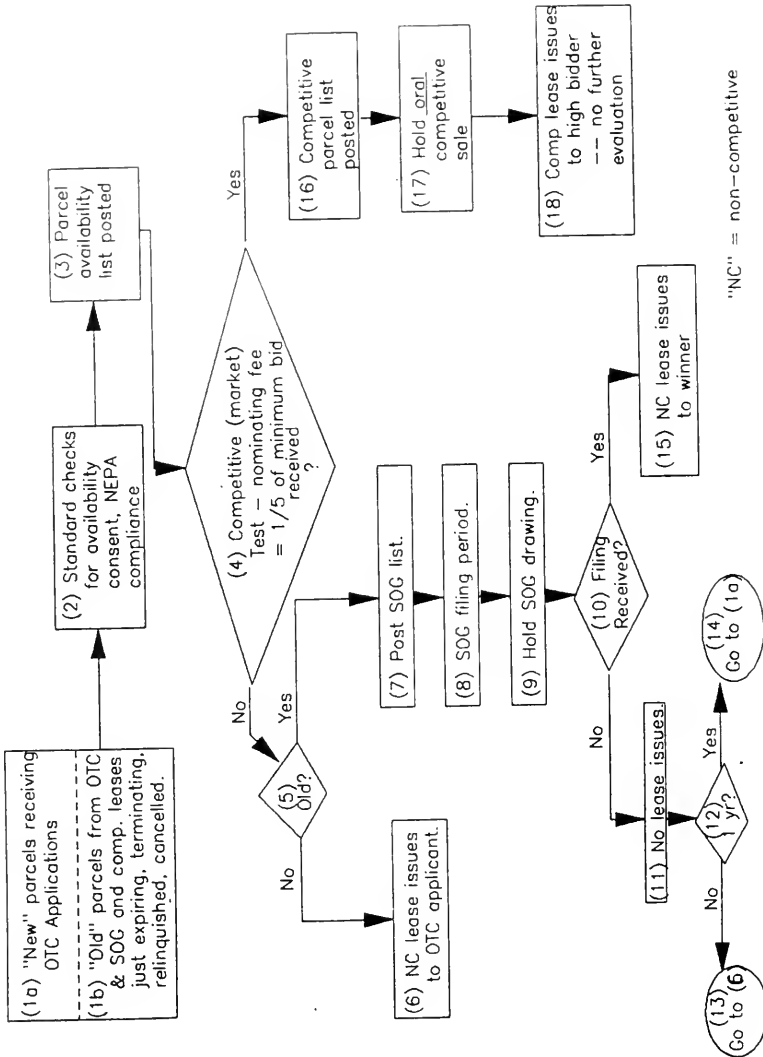 (1a) "New" parcels receiving
OTC Applications
(1b) "Old" parcels from OTC
& SOG and comp. leases
just expiring, terminating,
relinquished, cancelled.
(2) Standard checks
for availability
consent, NEPA
compliance
(3) Parcel
availability
list posted
(4) Competitive (market)
Test – nominating fee
= 1/5 of minimum bid
received
?
No
Yes
(5)
Old?
No
Yes
(6) NC lease issues
to OTC applicant.
(7) Post SOG list.
(8) SOG filing period.
(9) Hold SOG drawing.
(10) Filing
Received?
No
Yes
(11) No lease issues.
(12)
1 yr?
No
Yes
(13)
Go to (6
(14)
Go to (1a)
(15) NC lease issues
to winner
(16) Competitive
parcel list
posted
(17) Hold oral
competitive
sale
(18) Comp lease issues
to high bidder
-- no further
evaluation
"NC" = non-competitive